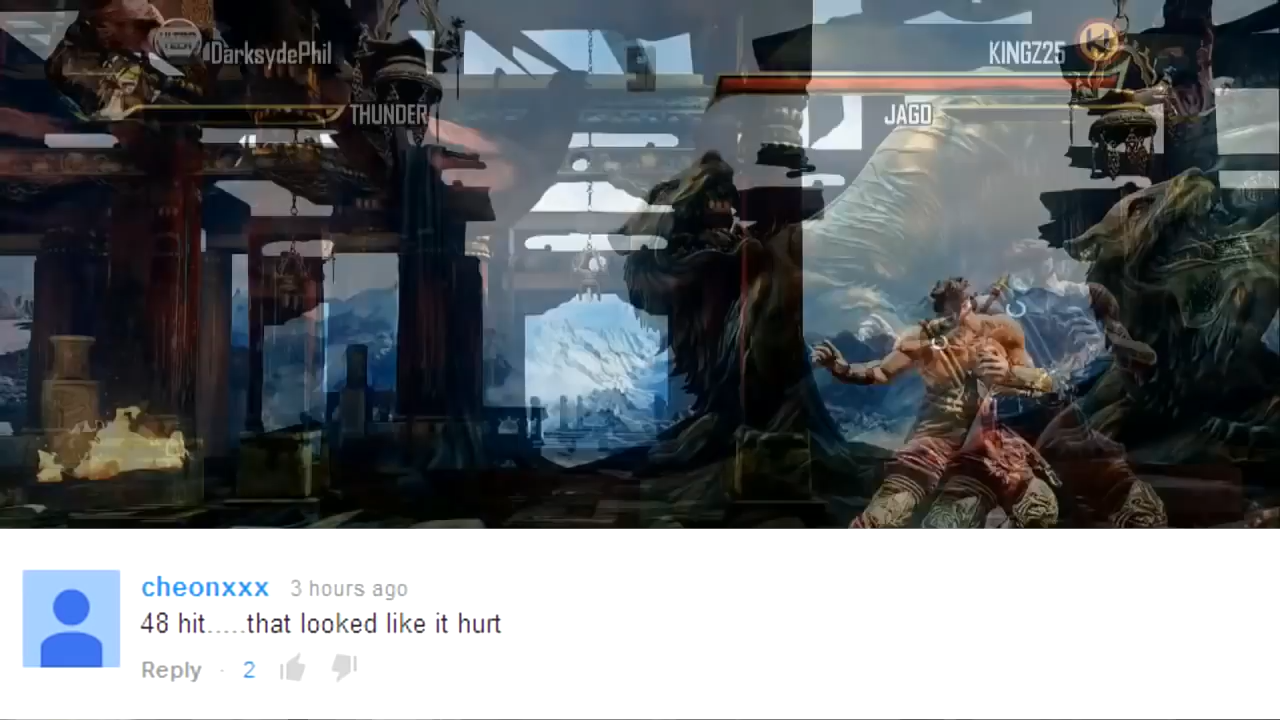 DarksydePhil
KINGZ25
THUNDER
JAGO
cheonxxx 3 hours ago
48 hit.....that looked like it hurt
Reply · 2